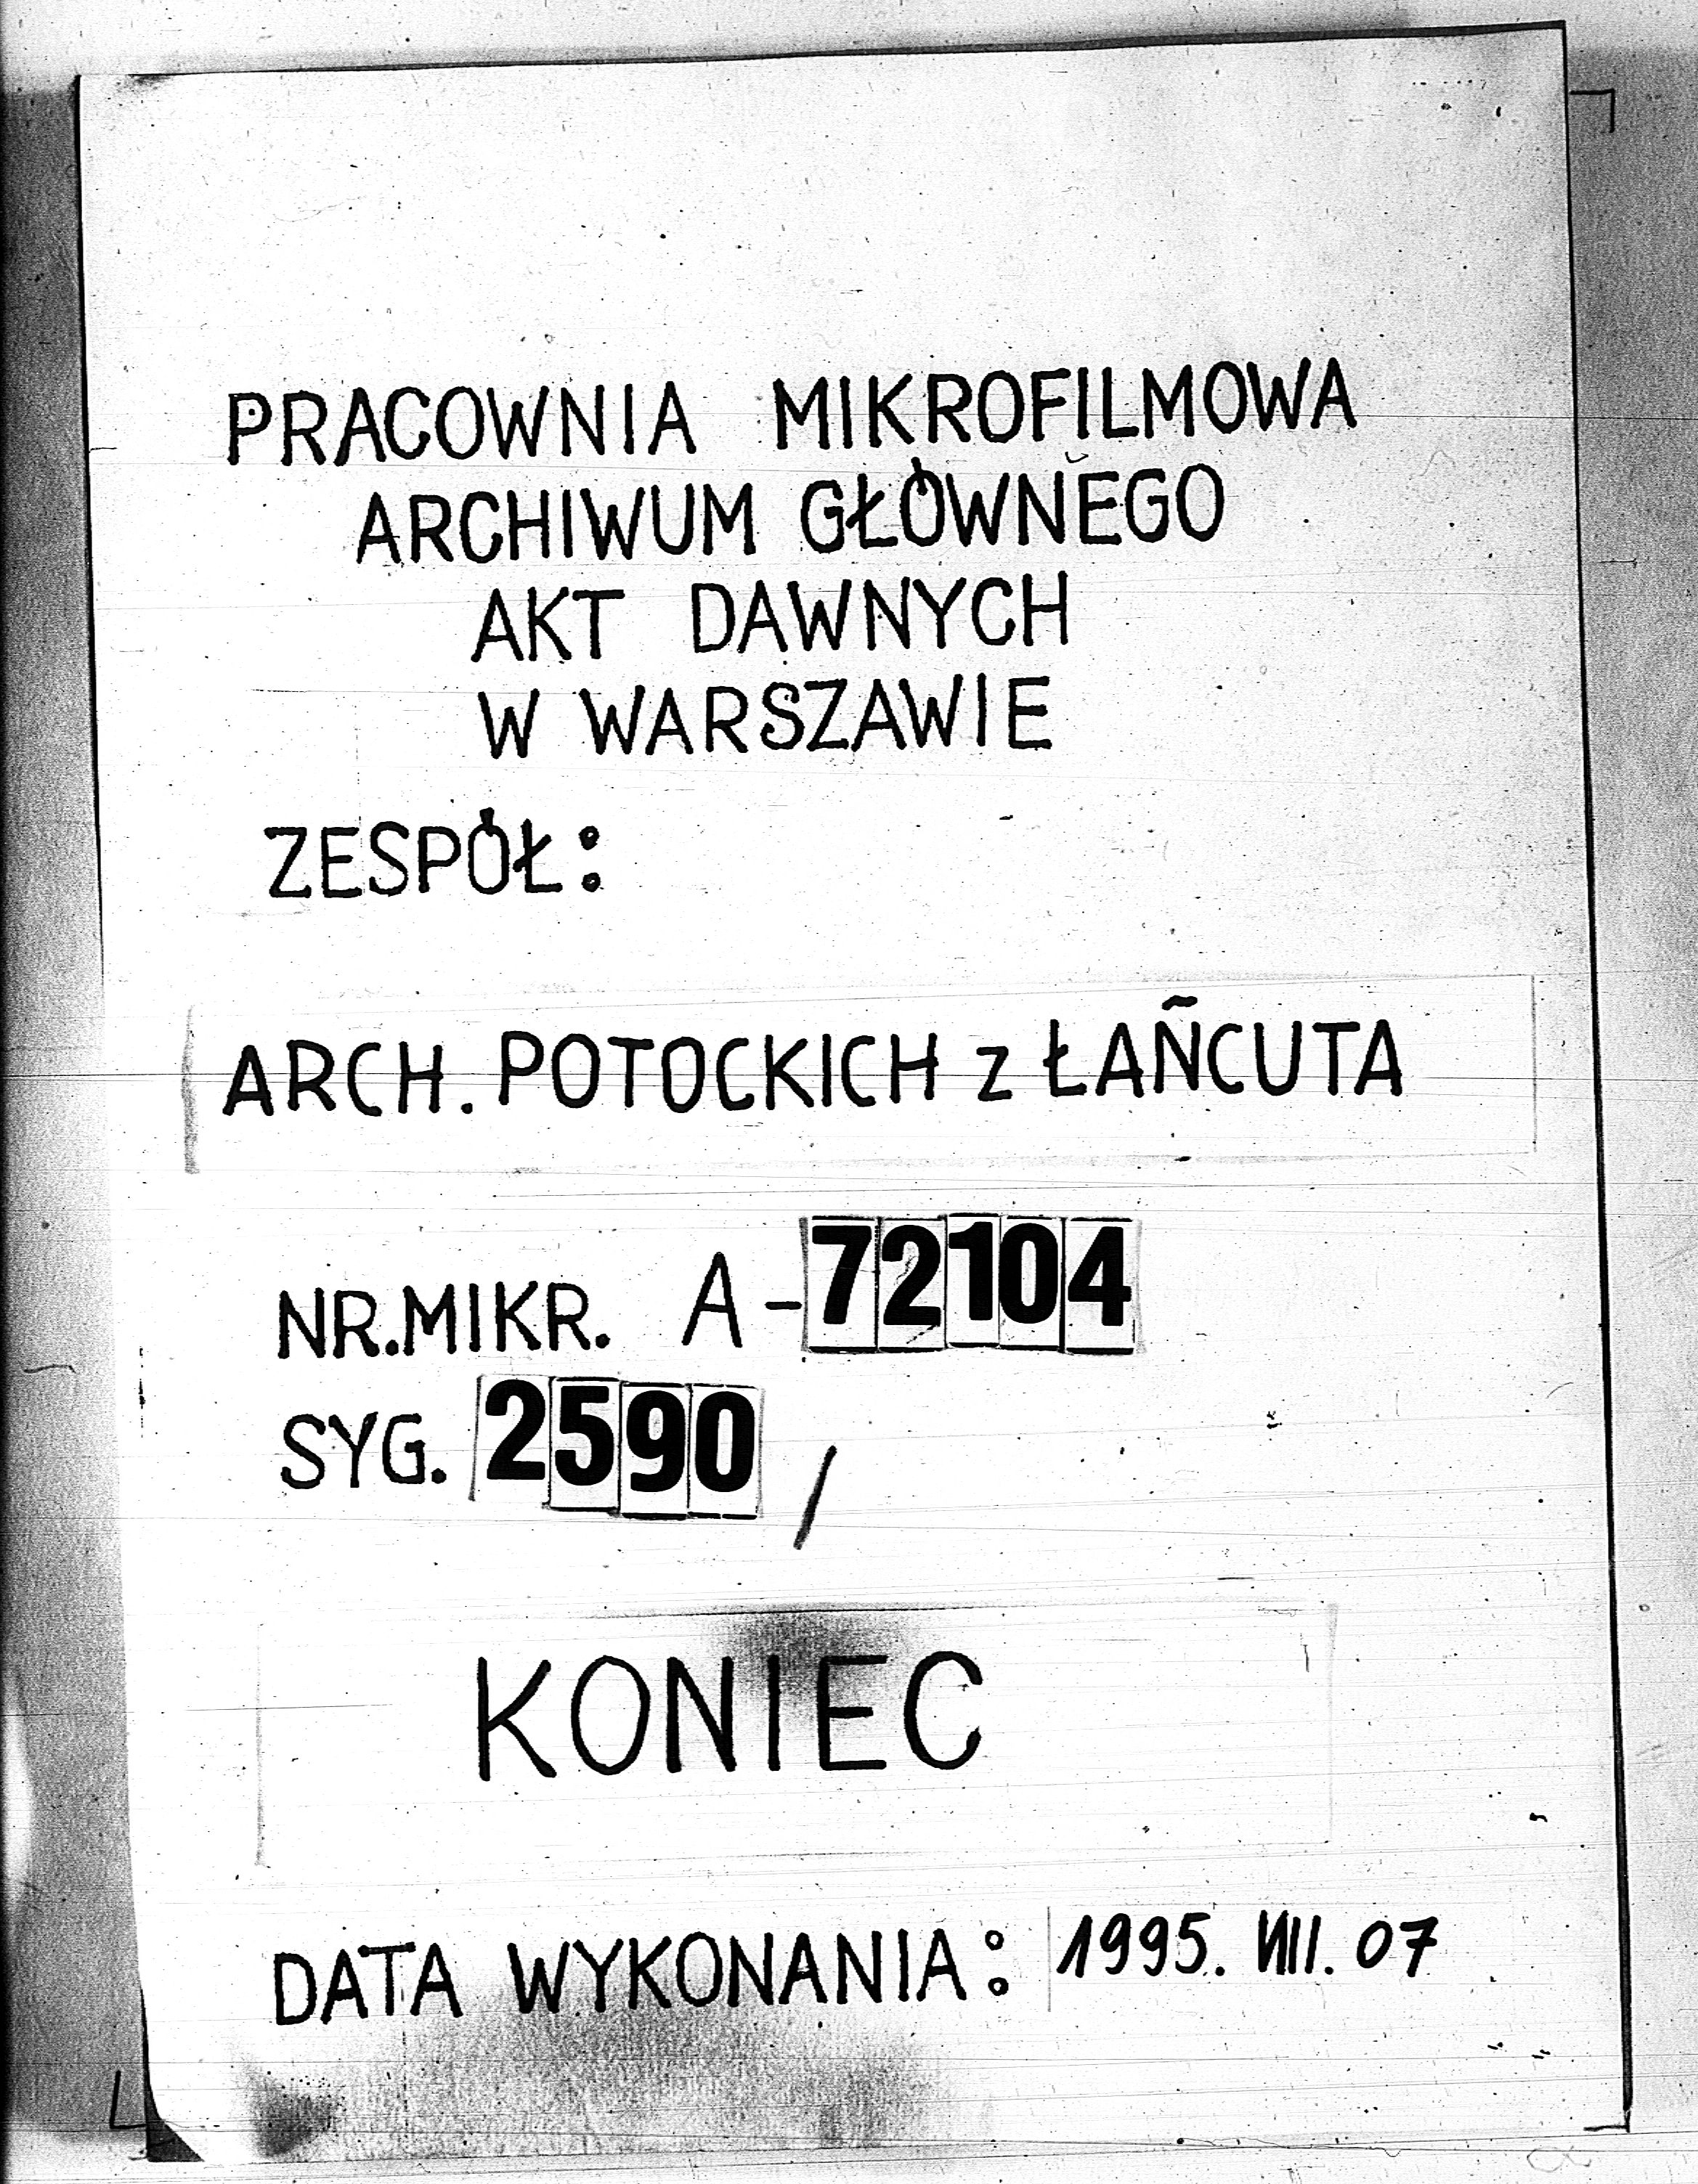 PRACOWNIA MIKROFILMOWA
ARCHIWUM GŁÓWNEGO
AKT DAWNYCH
W WARSZAWIE
ZESPÓŁ:
ARCH. POTOCKICH z ŁAŃCUTA
NR.MIKR. A-72104
SYG. 2590 /
KONIEC
DATA WYKONANIA: 1995. VIII. 07